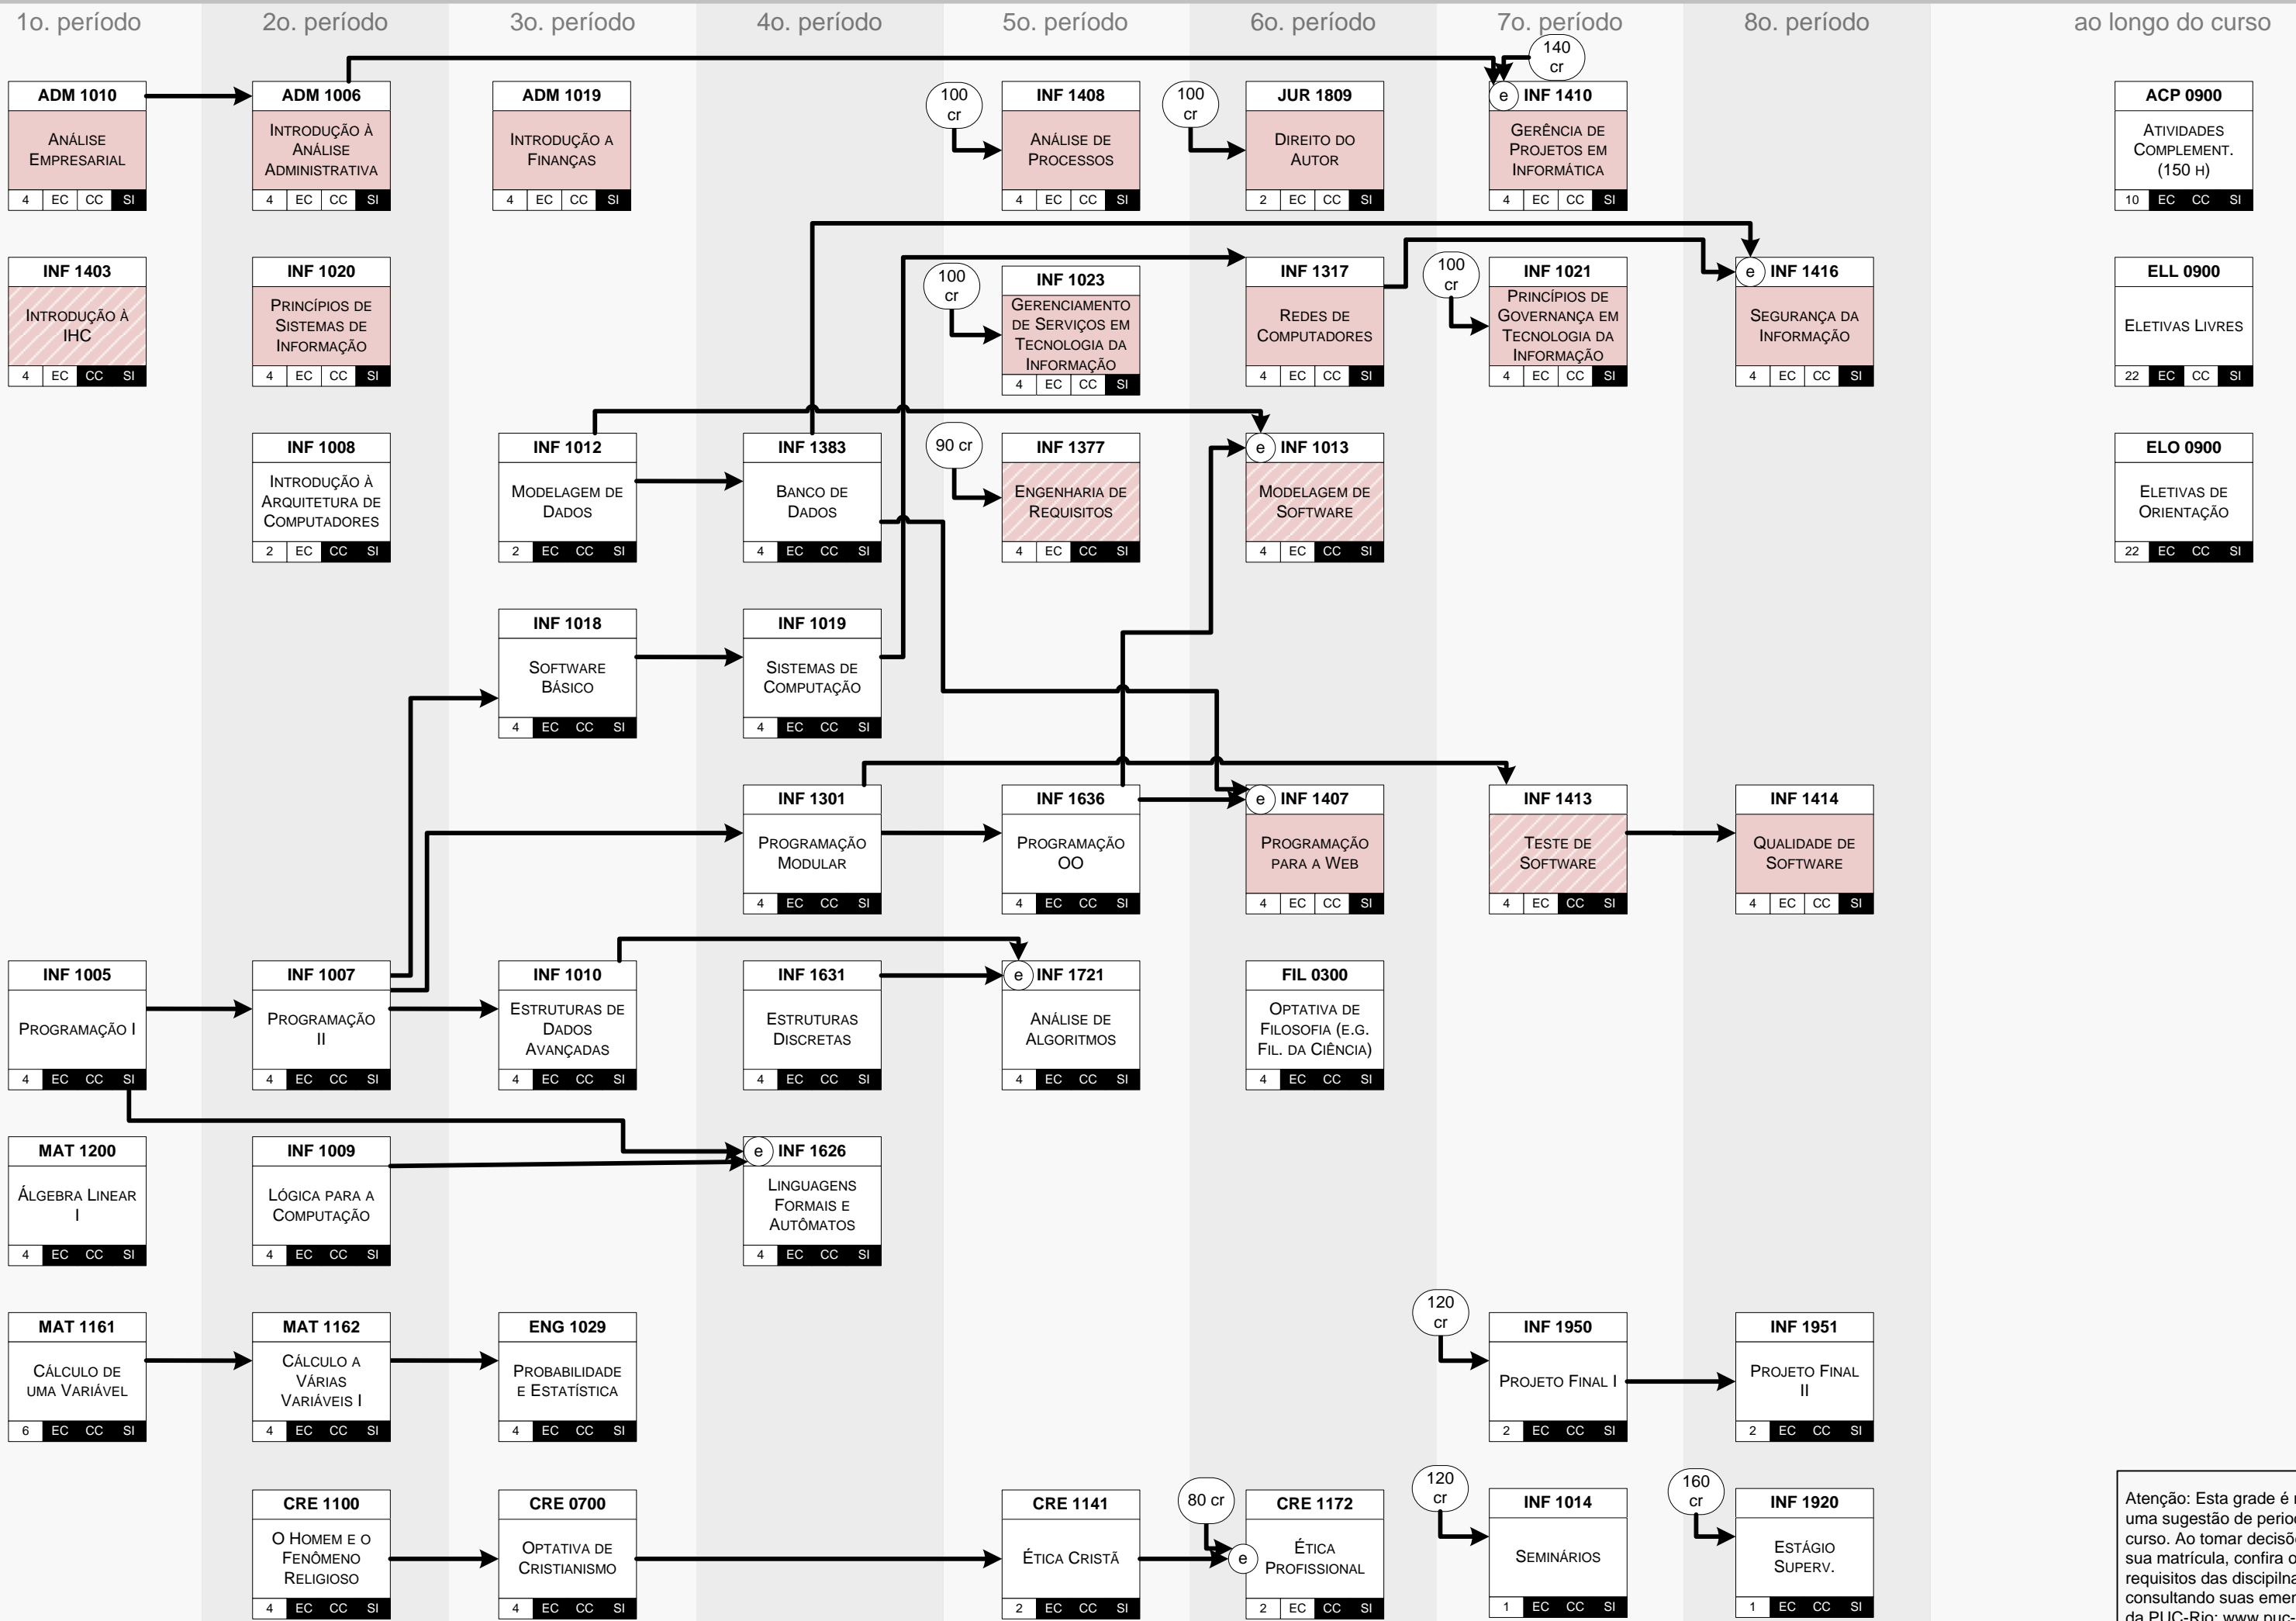 1o. período
2o. período
3o. período
4o. período
5o. período
6o. período
7o. período
8o. período
ao longo do curso
140
cr
ADM 1010
ANÁLISE
EMPRESARIAL
4 EC CC SI
ADM 1006
INTRODUÇÃO À
ANÁLISE
ADMINISTRATIVA
4 EC CC SI
ADM 1019
INTRODUÇÃO A
FINANÇAS
4 EC CC SI
100
cr
INF 1408
ANÁLISE DE
PROCESSOS
4 EC CC SI
100
cr
JUR 1809
DIREITO DO
AUTOR
2 EC CC SI
e INF 1410
GERÊNCIA DE
PROJETOS EM
INFORMÁTICA
4 EC CC SI
ACP 0900
ATIVIDADES
COMPLEMENT.
(150 H)
10 EC CC SI
INF 1403
INTRODUÇÃO À
IHC
4 EC CC SI
INF 1020
PRINCÍPIOS DE
SISTEMAS DE
INFORMAÇÃO
4 EC CC SI
100
cr
INF 1023
GERENCIAMENTO
DE SERVIÇOS EM
TECNOLOGIA DA
INFORMAÇÃO
4 EC CC SI
INF 1317
REDES DE
COMPUTADORES
4 EC CC SI
100
cr
INF 1021
PRINCÍPIOS DE
GOVERNANÇA EM
TECNOLOGIA DA
INFORMAÇÃO
4 EC CC SI
e INF 1416
SEGURANÇA DA
INFORMAÇÃO
4 EC CC SI
ELL 0900
ELETIVAS LIVRES
22 EC CC SI
INF 1008
INTRODUÇÃO À
ARQUITETURA DE
COMPUTADORES
2 EC CC SI
INF 1012
MODELAGEM DE
DADOS
2 EC CC SI
INF 1383
BANCO DE
DADOS
4 EC CC SI
90 cr
INF 1377
ENGENHARIA DE
REQUISITOS
4 EC CC SI
e INF 1013
MODELAGEM DE
SOFTWARE
4 EC CC SI
ELO 0900
ELETIVAS DE
ORIENTAÇÃO
22 EC CC SI
INF 1018
SOFTWARE
BÁSICO
4 EC CC SI
INF 1019
SISTEMAS DE
COMPUTAÇÃO
4 EC CC SI
INF 1301
PROGRAMAÇÃO
MODULAR
4 EC CC SI
INF 1636
PROGRAMAÇÃO
OO
4 EC CC SI
e INF 1407
PROGRAMAÇÃO
PARA A WEB
4 EC CC SI
INF 1413
TESTE DE
SOFTWARE
4 EC CC SI
INF 1414
QUALIDADE DE
SOFTWARE
4 EC CC SI
INF 1005
PROGRAMAÇÃO I
4 EC CC SI
INF 1007
PROGRAMAÇÃO
II
4 EC CC SI
INF 1010
ESTRUTURAS DE
DADOS
AVANÇADAS
4 EC CC SI
INF 1631
ESTRUTURAS
DISCRETAS
4 EC CC SI
e INF 1721
ANÁLISE DE
ALGORITMOS
4 EC CC SI
FIL 0300
OPTATIVA DE
FILOSOFIA (E.G.
FIL. DA CIÊNCIA)
4 EC CC SI
MAT 1200
ÁLGEBRA LINEAR
I
4 EC CC SI
INF 1009
LÓGICA PARA A
COMPUTAÇÃO
4 EC CC SI
e INF 1626
LINGUAGENS
FORMAIS E
AUTÔMATOS
4 EC CC SI
MAT 1161
CÁLCULO DE
UMA VARIÁVEL
6 EC CC SI
MAT 1162
CÁLCULO A
VÁRIAS
VARIÁVEIS I
4 EC CC SI
ENG 1029
PROBABILIDADE
E ESTATÍSTICA
4 EC CC SI
120
cr
INF 1950
PROJETO FINAL I
2 EC CC SI
INF 1951
PROJETO FINAL
II
2 EC CC SI
CRE 1100
O HOMEM E O
FENÔMENO
RELIGIOSO
4 EC CC SI
CRE 0700
OPTATIVA DE
CRISTIANISMO
4 EC CC SI
CRE 1141
ÉTICA CRISTÃ
2 EC CC SI
80 cr
e
CRE 1172
ÉTICA
PROFISSIONAL
2 EC CC SI
120
cr
INF 1014
SEMINÁRIOS
1 EC CC SI
160
cr
INF 1920
ESTÁGIO
SUPERV.
1 EC CC SI
Atenção: Esta grade é
uma sugestão de
curso. Ao tomar
sua matrícula, confira
requisitos das
consultando suas
da PUC-Rio: